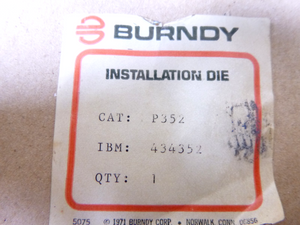 BURNDY
INSTALLATION DIE
CAT: P352
IBM: 434352
QTY: 1
5075 © 1971 BURNDY CORP. • NORWALK, CONN. 06856